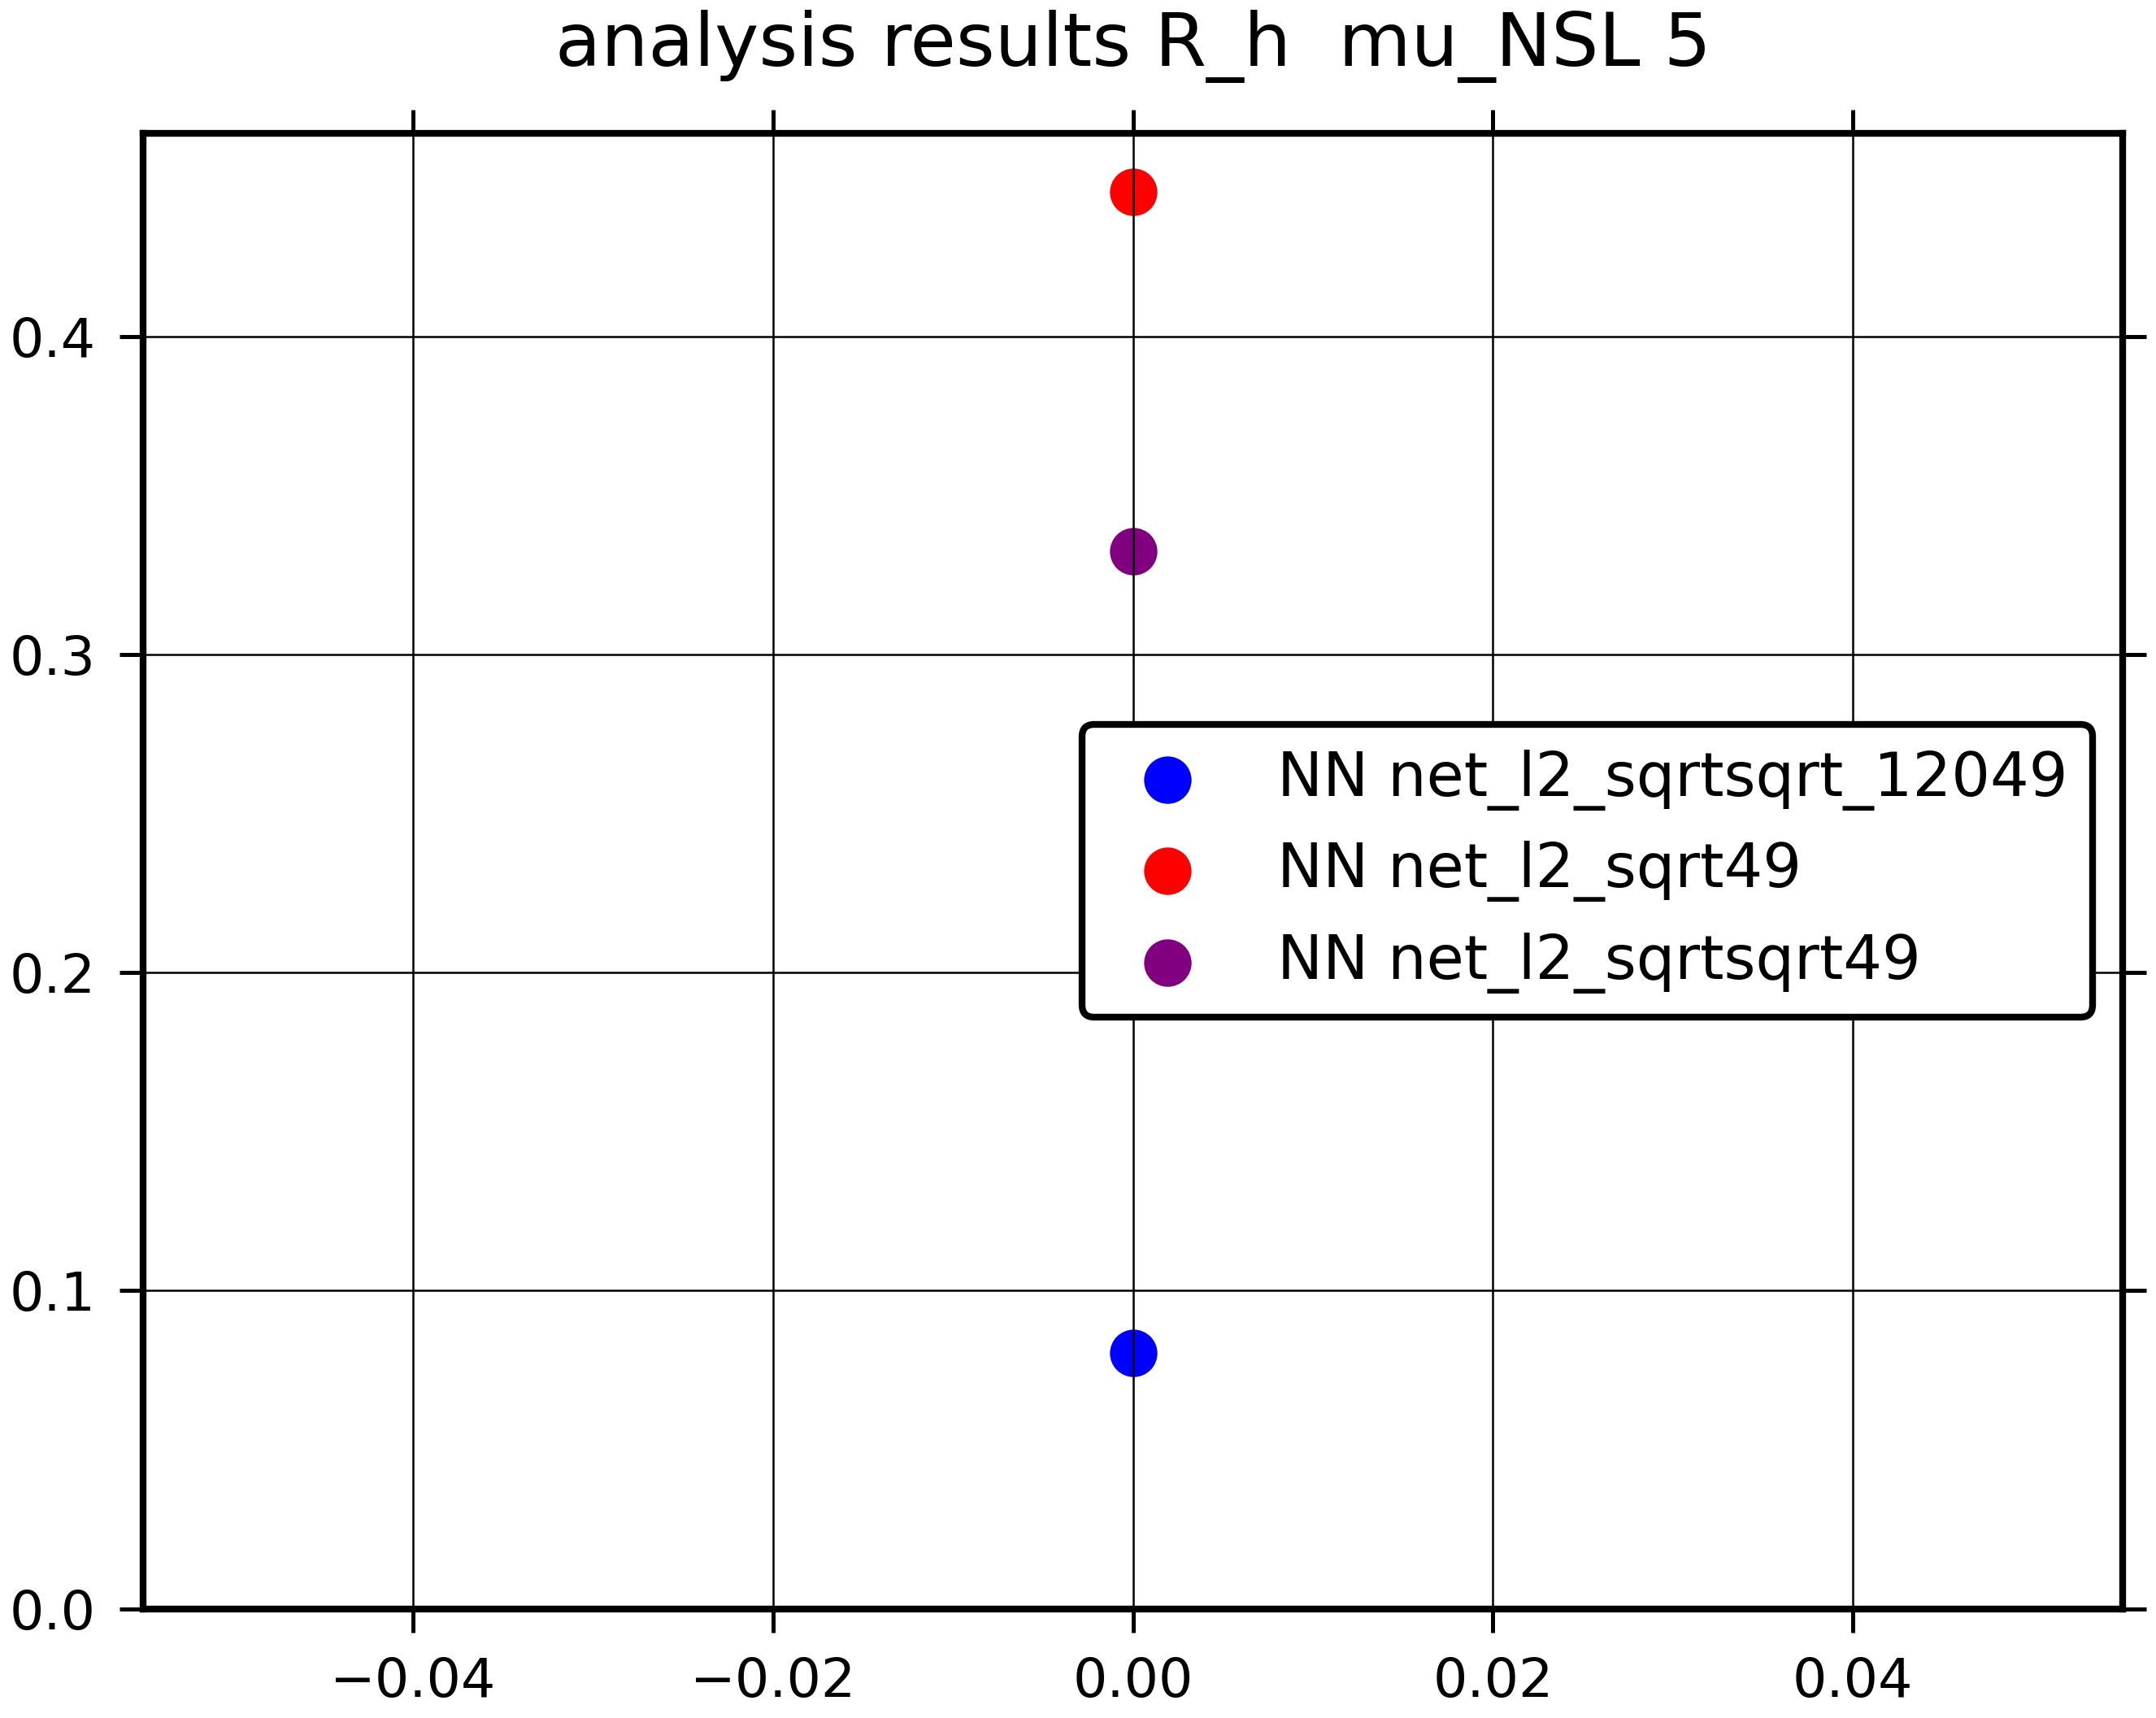 analysis results R_h  mu_NSL 5
0.4
0.3
0.2
0.1
0.0
NN net_l2_sqrtsqrt_12049
NN net_l2_sqrt49
NN net_l2_sqrtsqrt49
−0.04 −0.02 0.00 0.02 0.04